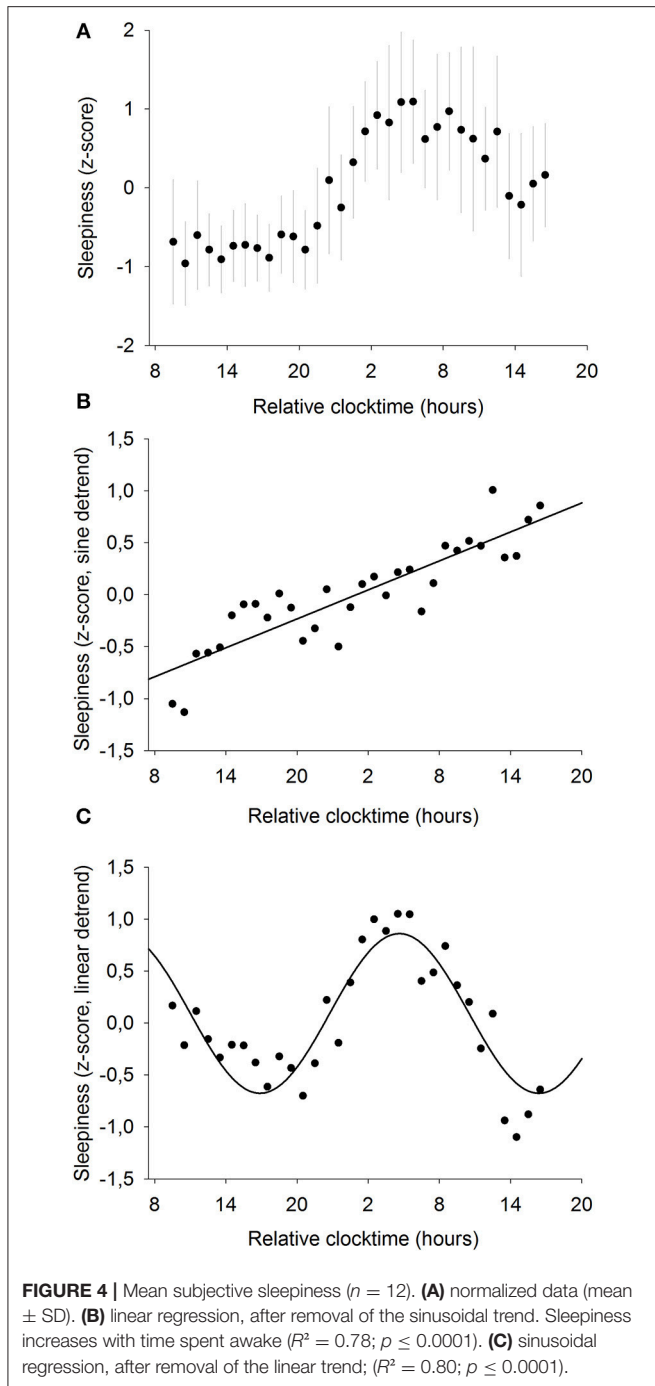 A
2
1
0
-1
-2
Sleepiness (z-score)
8 14 20 2 8 14 20
Relative clocktime (hours)
B
1,5
1,0
0,5
0,0
-0,5
-1,0
-1,5
Sleepiness (z-score, sine detrend)
8 14 20 2 8 14 20
Relative clocktime (hours)
C
1,5
1,0
0,5
0,0
-0,5
-1,0
-1,5
Sleepiness (z-score, linear detrend)
8 14 20 2 8 14 20
Relative clocktime (hours)
FIGURE 4 | Mean subjective sleepiness (n = 12). (A) normalized data (mean
± SD). (B) linear regression, after removal of the sinusoidal trend. Sleepiness
increases with time spent awake (R² = 0.78; p ≤ 0.0001). (C) sinusoidal
regression, after removal of the linear trend; (R² = 0.80; p ≤ 0.0001).